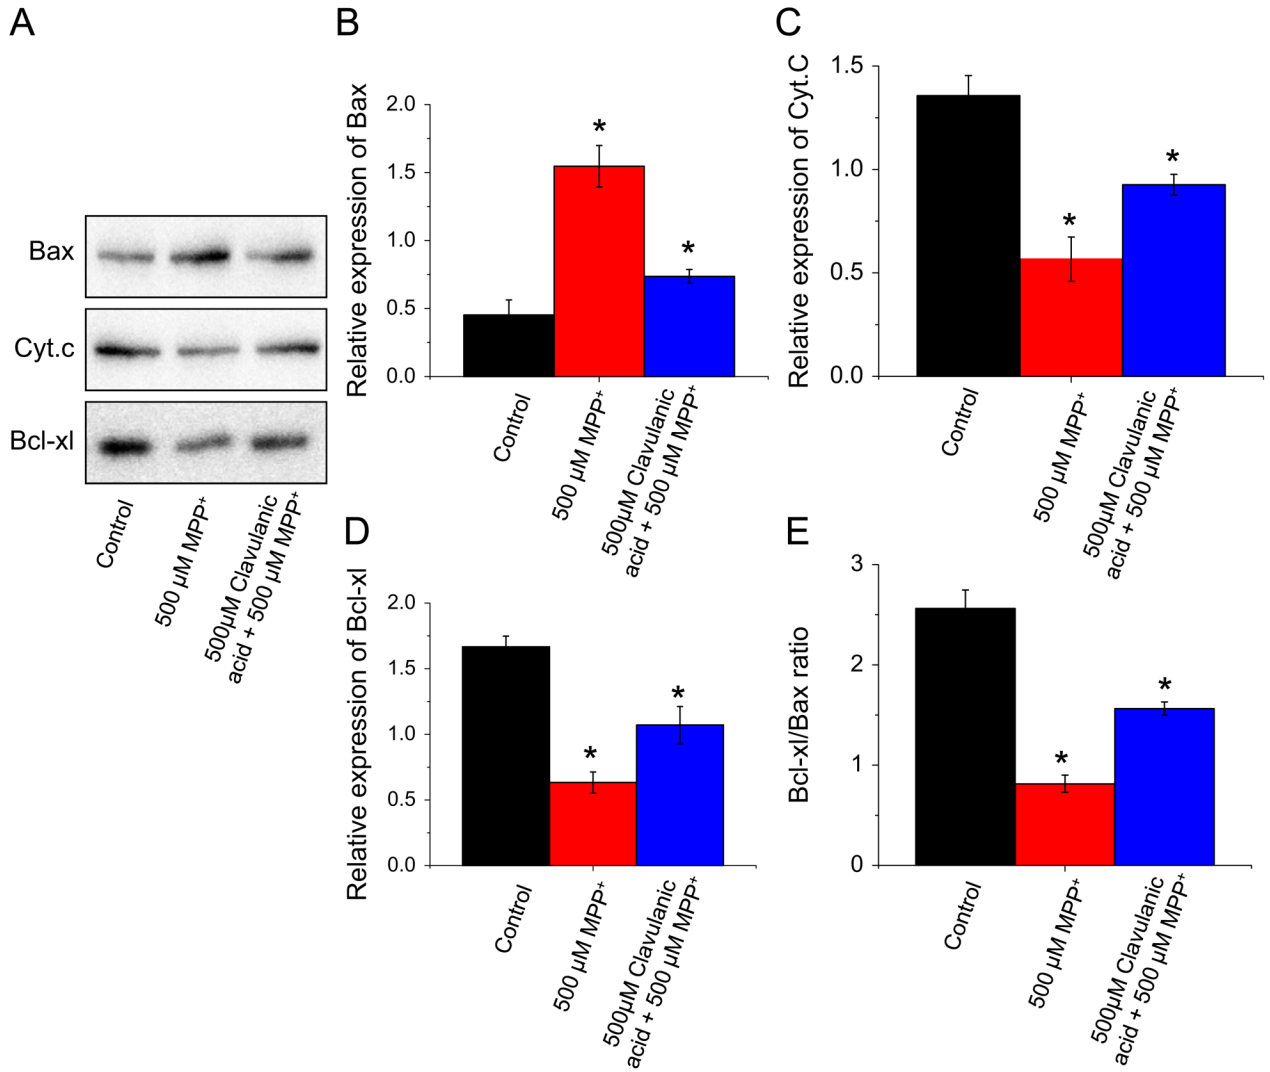 A
Bax
Cyt.c
Bcl-xl
Control
500 µM MPP⁺
500µM Clavulanic
acid + 500 µM MPP⁺
B
Relative expression of Bax
2.0
1.5
1.0
0.5
0.0
*
*
Control
500 µM MPP⁺
500µM Clavulanic
acid + 500 µM MPP⁺
C
Relative expression of Cyt.C
1.5
1.0
0.5
0.0
*
*
Control
500 µM MPP⁺
500µM Clavulanic
acid + 500 µM MPP⁺
D
Relative expression of Bcl-xl
2.0
1.5
1.0
0.5
0.0
*
*
Control
500 µM MPP⁺
500µM Clavulanic
acid + 500 µM MPP⁺
E
Bcl-xl/Bax ratio
3
2
1
0
*
*
Control
500 µM MPP⁺
500µM Clavulanic
acid + 500 µM MPP⁺